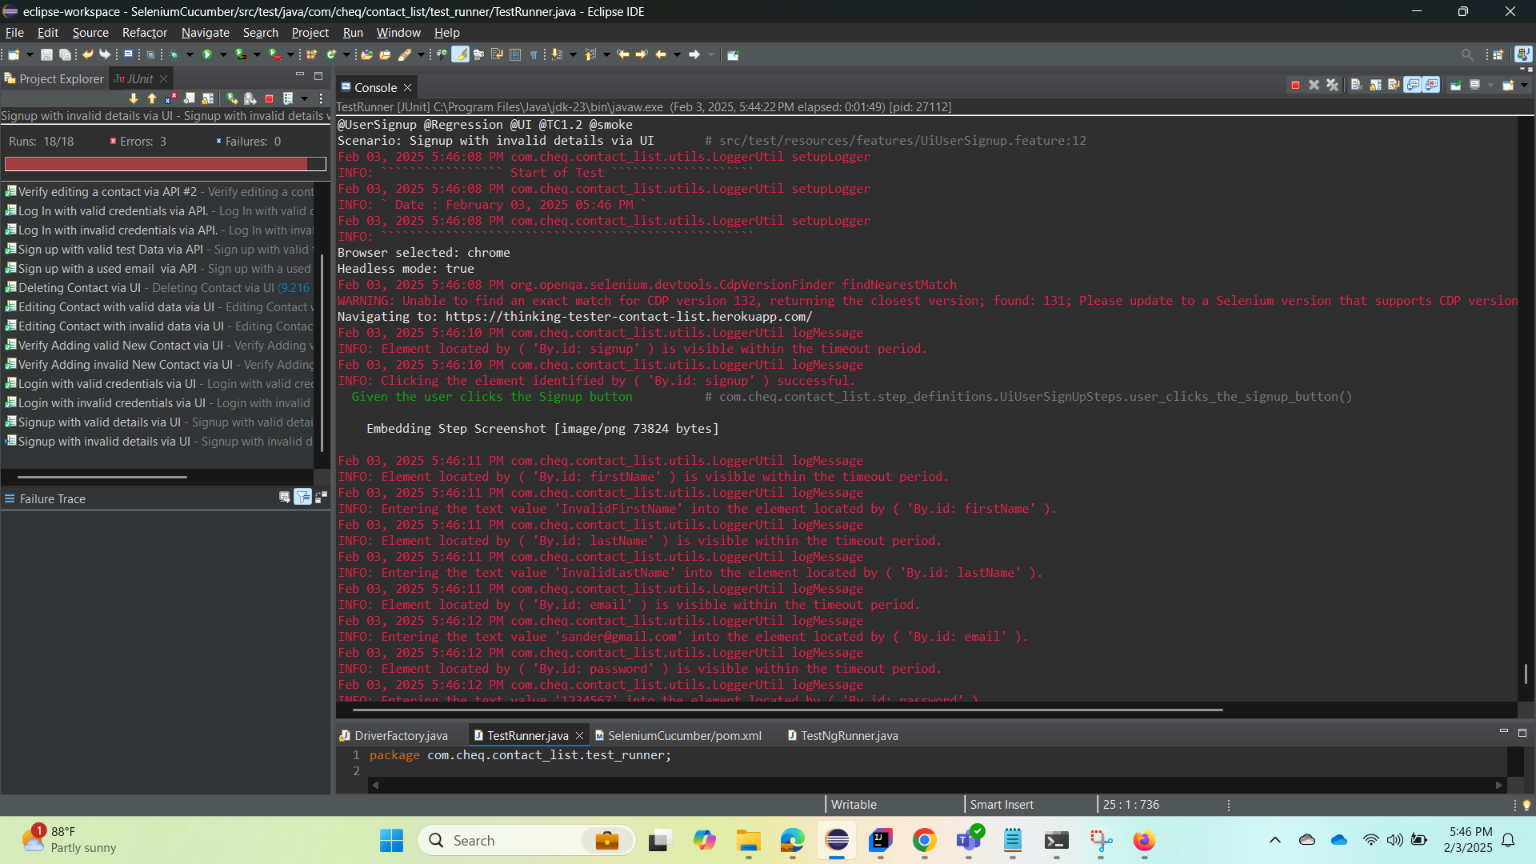 eclipse-workspace - SeleniumCucumber/src/test/java/com/cheq/contact_list/test_runner/TestRunner.java - Eclipse IDE
File Edit Source Refactor Navigate Search Project Run Window Help
Project Explorer JUnit
Console
Signup with invalid details via UI - Signup with invalid details v
Runs: 18/18 Errors: 3 Failures: 0
Verify editing a contact via API #2 - Verify editing a cont
Log In with valid credentials via API. - Log In with valid c
Log In with invalid credentials via API. - Log In with inva
Sign up with valid test Data via API - Sign up with valid
Sign up with a used email via API - Sign up with a used
Deleting Contact via UI - Deleting Contact via UI (9.216
Editing Contact with valid data via UI - Editing Contact v
Editing Contact with invalid data via UI - Editing Contac
Verify Adding valid New Contact via UI - Verify Adding v
Verify Adding invalid New Contact via UI - Verify Adding
Login with valid credentials via UI - Login with valid cred
Login with invalid credentials via UI - Login with invalid
Signup with valid details via UI - Signup with valid detai
Signup with invalid details via UI - Signup with invalid d
Failure Trace
TestRunner [JUnit] C:\Program Files\Java\jdk-23\bin\javaw.exe (Feb 3, 2025, 5:44:22 PM elapsed: 0:01:49) [pid: 27112]
@UserSignup @Regression @UI @TC1.2 @smoke
Scenario: Signup with invalid details via UI # src/test/resources/features/UiUserSignup.feature:12
Feb 03, 2025 5:46:08 PM com.cheq.contact_list.utils.LoggerUtil setupLogger
INFO: ````````````````` Start of Test ````````````````````
Feb 03, 2025 5:46:08 PM com.cheq.contact_list.utils.LoggerUtil setupLogger
INFO: ` Date : February 03, 2025 05:46 PM `
Feb 03, 2025 5:46:08 PM com.cheq.contact_list.utils.LoggerUtil setupLogger
INFO: ````````````````````````````````````````````````````
Browser selected: chrome
Headless mode: true
Feb 03, 2025 5:46:08 PM org.openqa.selenium.devtools.CdpVersionFinder findNearestMatch
WARNING: Unable to find an exact match for CDP version 132, returning the closest version; found: 131; Please update to a Selenium version that supports CDP version
Navigating to: https://thinking-tester-contact-list.herokuapp.com/
Feb 03, 2025 5:46:10 PM com.cheq.contact_list.utils.LoggerUtil logMessage
INFO: Element located by ( 'By.id: signup' ) is visible within the timeout period.
Feb 03, 2025 5:46:10 PM com.cheq.contact_list.utils.LoggerUtil logMessage
INFO: Clicking the element identified by ( 'By.id: signup' ) successful.
Given the user clicks the Signup button # com.cheq.contact_list.step_definitions.UiUserSignUpSteps.user_clicks_the_signup_button()
Embedding Step Screenshot [image/png 73824 bytes]
Feb 03, 2025 5:46:11 PM com.cheq.contact_list.utils.LoggerUtil logMessage
INFO: Element located by ( 'By.id: firstName' ) is visible within the timeout period.
Feb 03, 2025 5:46:11 PM com.cheq.contact_list.utils.LoggerUtil logMessage
INFO: Entering the text value 'InvalidFirstName' into the element located by ( 'By.id: firstName' ).
Feb 03, 2025 5:46:11 PM com.cheq.contact_list.utils.LoggerUtil logMessage
INFO: Element located by ( 'By.id: lastName' ) is visible within the timeout period.
Feb 03, 2025 5:46:11 PM com.cheq.contact_list.utils.LoggerUtil logMessage
INFO: Entering the text value 'InvalidLastName' into the element located by ( 'By.id: lastName' ).
Feb 03, 2025 5:46:11 PM com.cheq.contact_list.utils.LoggerUtil logMessage
INFO: Element located by ( 'By.id: email' ) is visible within the timeout period.
Feb 03, 2025 5:46:12 PM com.cheq.contact_list.utils.LoggerUtil logMessage
INFO: Entering the text value 'sander@gmail.com' into the element located by ( 'By.id: email' ).
Feb 03, 2025 5:46:12 PM com.cheq.contact_list.utils.LoggerUtil logMessage
INFO: Element located by ( 'By.id: password' ) is visible within the timeout period.
Feb 03, 2025 5:46:12 PM com.cheq.contact_list.utils.LoggerUtil logMessage
INFO: Entering the text value '1234567' into the element located by ( 'By.id: password' )
DriverFactory.java TestRunner.java SeleniumCucumber/pom.xml TestNgRunner.java
1 package com.cheq.contact_list.test_runner;
2
Writable Smart Insert 25 : 1 : 736
1
88°F
Partly sunny
Search
5:46 PM
2/3/2025